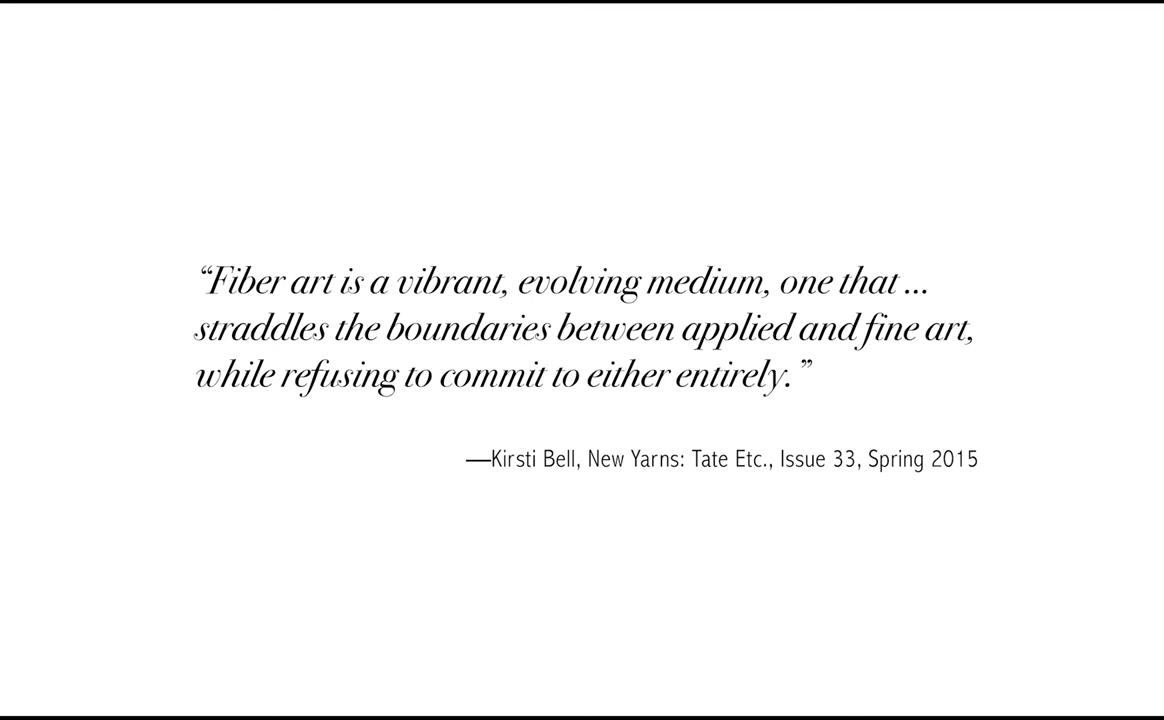 “Fiber art is a vibrant, evolving medium, one that ...
straddles the boundaries between applied and fine art,
while refusing to commit to either entirely.”
—Kirsti Bell, New Yarns: Tate Etc., Issue 33, Spring 2015